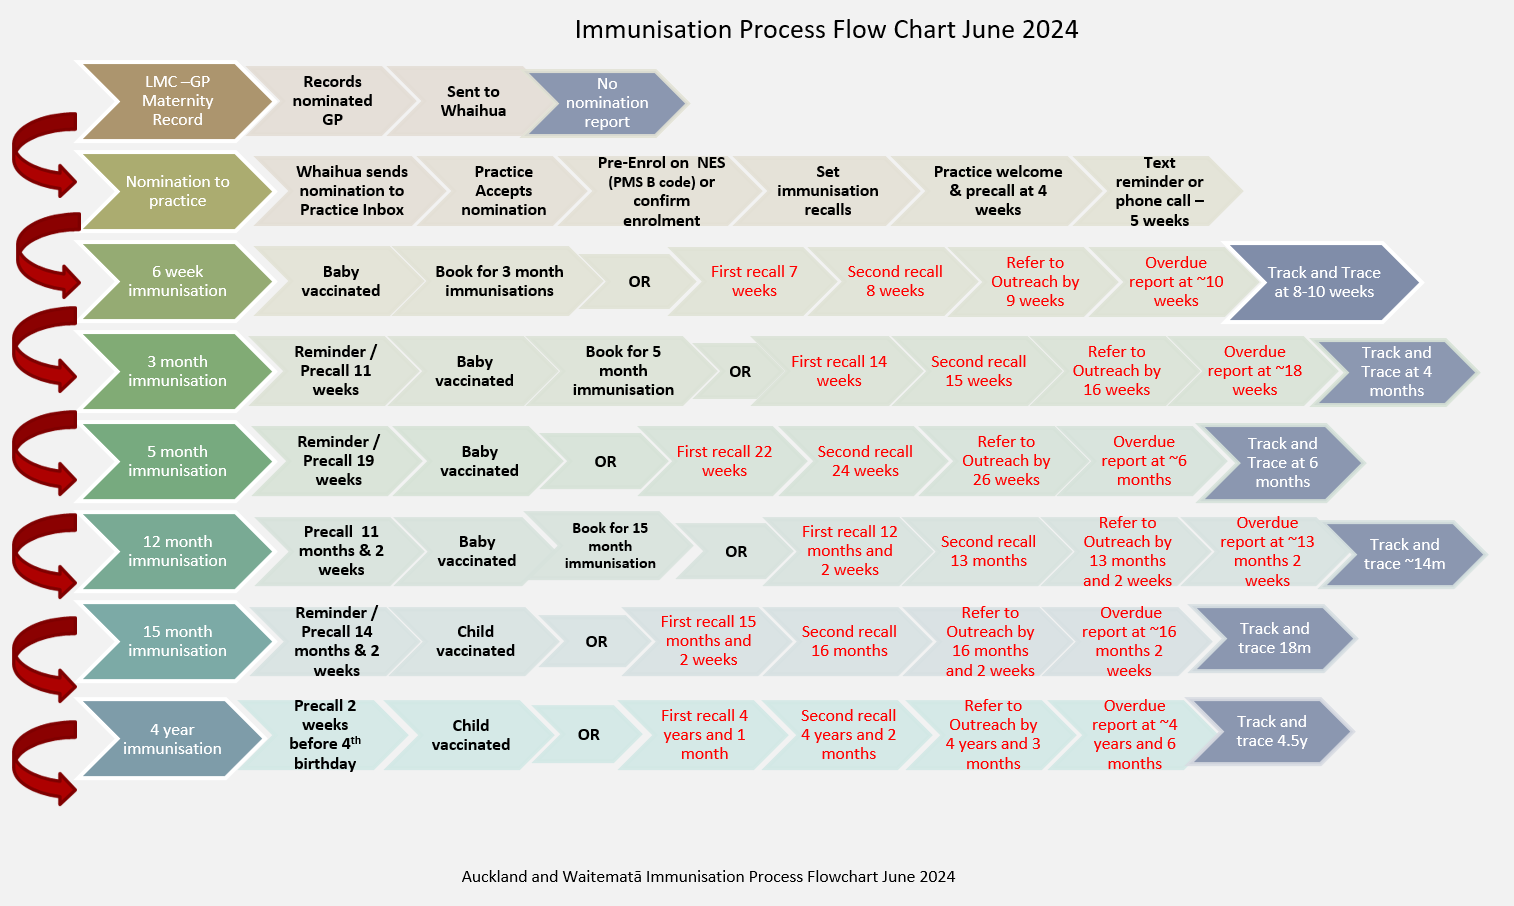 Immunisation Process Flow Chart June 2024
LMC –GP
Maternity
Record
Records
nominated
GP
Sent to
Whaihua
No
nomination
report
Nomination to
practice
Whaihua sends
nomination to
Practice Inbox
Practice
Accepts
nomination
Pre-Enrol on  NES
(PMS B code) or
confirm
enrolment
Set
immunisation
recalls
Practice welcome
& precall at 4
weeks
Text
reminder or
phone call –
5 weeks
6 week
immunisation
Baby
vaccinated
Book for 3 month
immunisations
OR
First recall 7
weeks
Second recall
8 weeks
Refer to
Outreach by
9 weeks
Overdue
report at ~10
weeks
Track and Trace
at 8-10 weeks
3 month
immunisation
Reminder /
Precall 11
weeks
Baby
vaccinated
Book for 5
month
immunisation
OR
First recall 14
weeks
Second recall
15 weeks
Refer to
Outreach by
16 weeks
Overdue
report at ~18
weeks
Track and
Trace at 4
months
5 month
immunisation
Reminder /
Precall 19
weeks
Baby
vaccinated
OR
First recall 22
weeks
Second recall
24 weeks
Refer to
Outreach by
26 weeks
Overdue
report at ~6
months
Track and
Trace at 6
months
12 month
immunisation
Precall  11
months & 2
weeks
Baby
vaccinated
Book for 15
month
immunisation
OR
First recall 12
months and
2 weeks
Second recall
13 months
Refer to
Outreach by
13 months
and 2 weeks
Overdue
report at ~13
months 2
weeks
Track and
trace ~14m
15 month
immunisation
Reminder /
Precall 14
months & 2
weeks
Child
vaccinated
OR
First recall 15
months and
2 weeks
Second recall
16 months
Refer to
Outreach by
16 months
and 2 weeks
Overdue
report at ~16
months 2
weeks
Track and
trace 18m
4 year
immunisation
Precall 2
weeks
before 4th
birthday
Child
vaccinated
OR
First recall 4
years and 1
month
Second recall
4 years and 2
months
Refer to
Outreach by
4 years and 3
months
Overdue
report at ~4
years and 6
months
Track and
trace 4.5y
Auckland and Waitematā Immunisation Process Flowchart June 2024